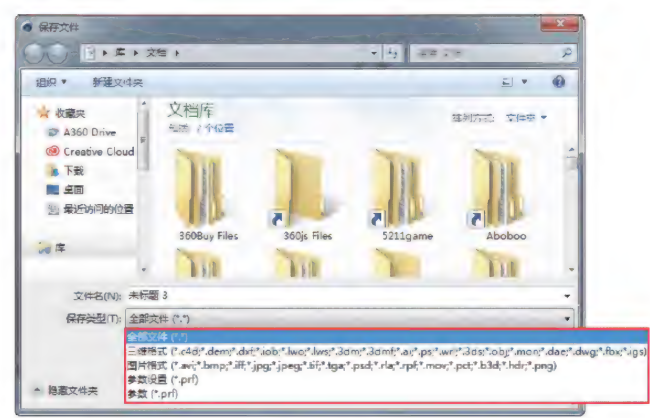 保存文件
库 ▸ 文档 ▸
组织 ▾ 新建文件夹
收藏夹
A360 Drive
Creative Cloud
下载
桌面
最近访问的位置
库
文档库
包括: 7 个位置
排列方式: 文件夹 ▾
360Buy Files
360js Files
5211game
Aboboo
文件名(N): 未标题 3
保存类型(T): 全部文件 (*.*)
全部文件 (*.*)
三维格式 (*.c4d;*.dem;*.dxf;*.iob;*.lwo;*.lws;*.3dm;*.3dmf;*.ai;*.ps;*.wrl;*.3ds;*.obj;*.mon;*.dae;*.dwg;*.fbx;*.igs)
图片格式 (*.avi;*.bmp;*.iff;*.jpg;*.jpeg;*.tif;*.tga;*.psd;*.rla;*.rpf;*.mov;*.pct;*.b3d;*.hdr;*.png)
参数设置 (*.prf)
参数 (*.prf)
隐藏文件夹